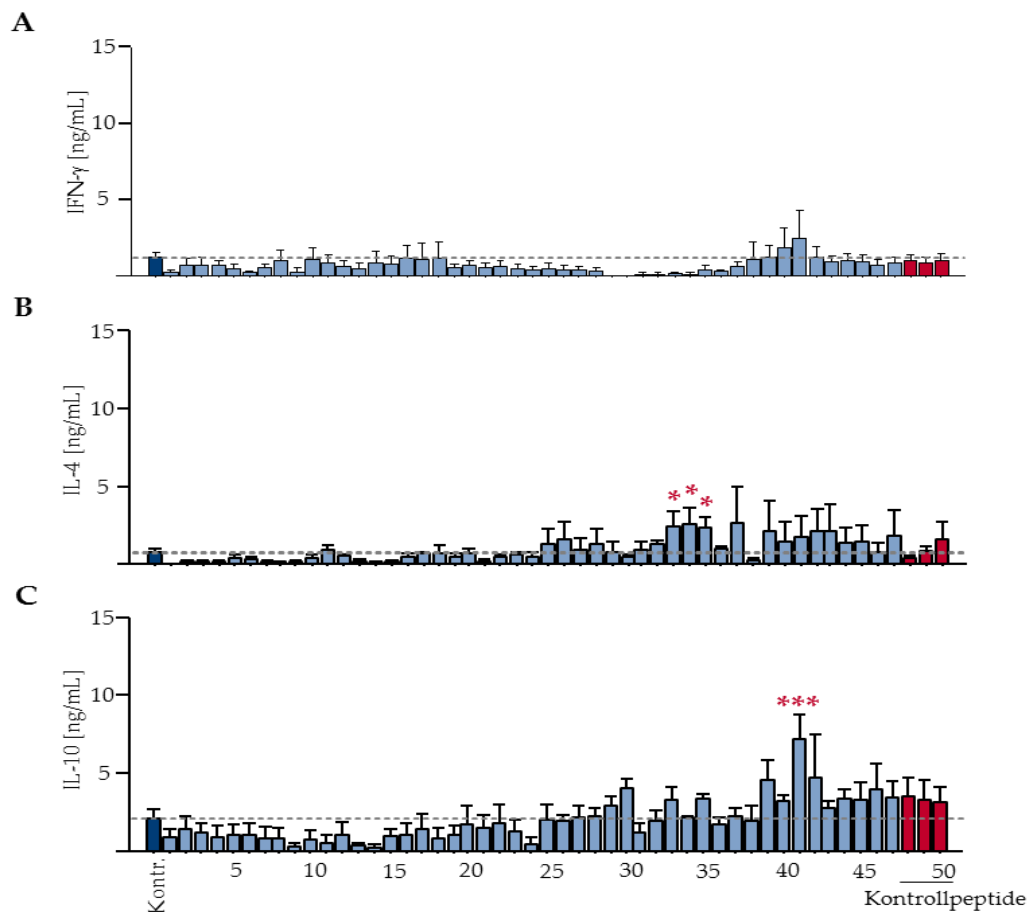 A
15
10
5
IFN-γ [ng/mL]
B
15
10
5
IL-4 [ng/mL]
* * *
C
15
10
5
IL-10 [ng/mL]
***
Kontr.
5 10 15 20 25 30 35 40 45 50
Kontrollpeptide